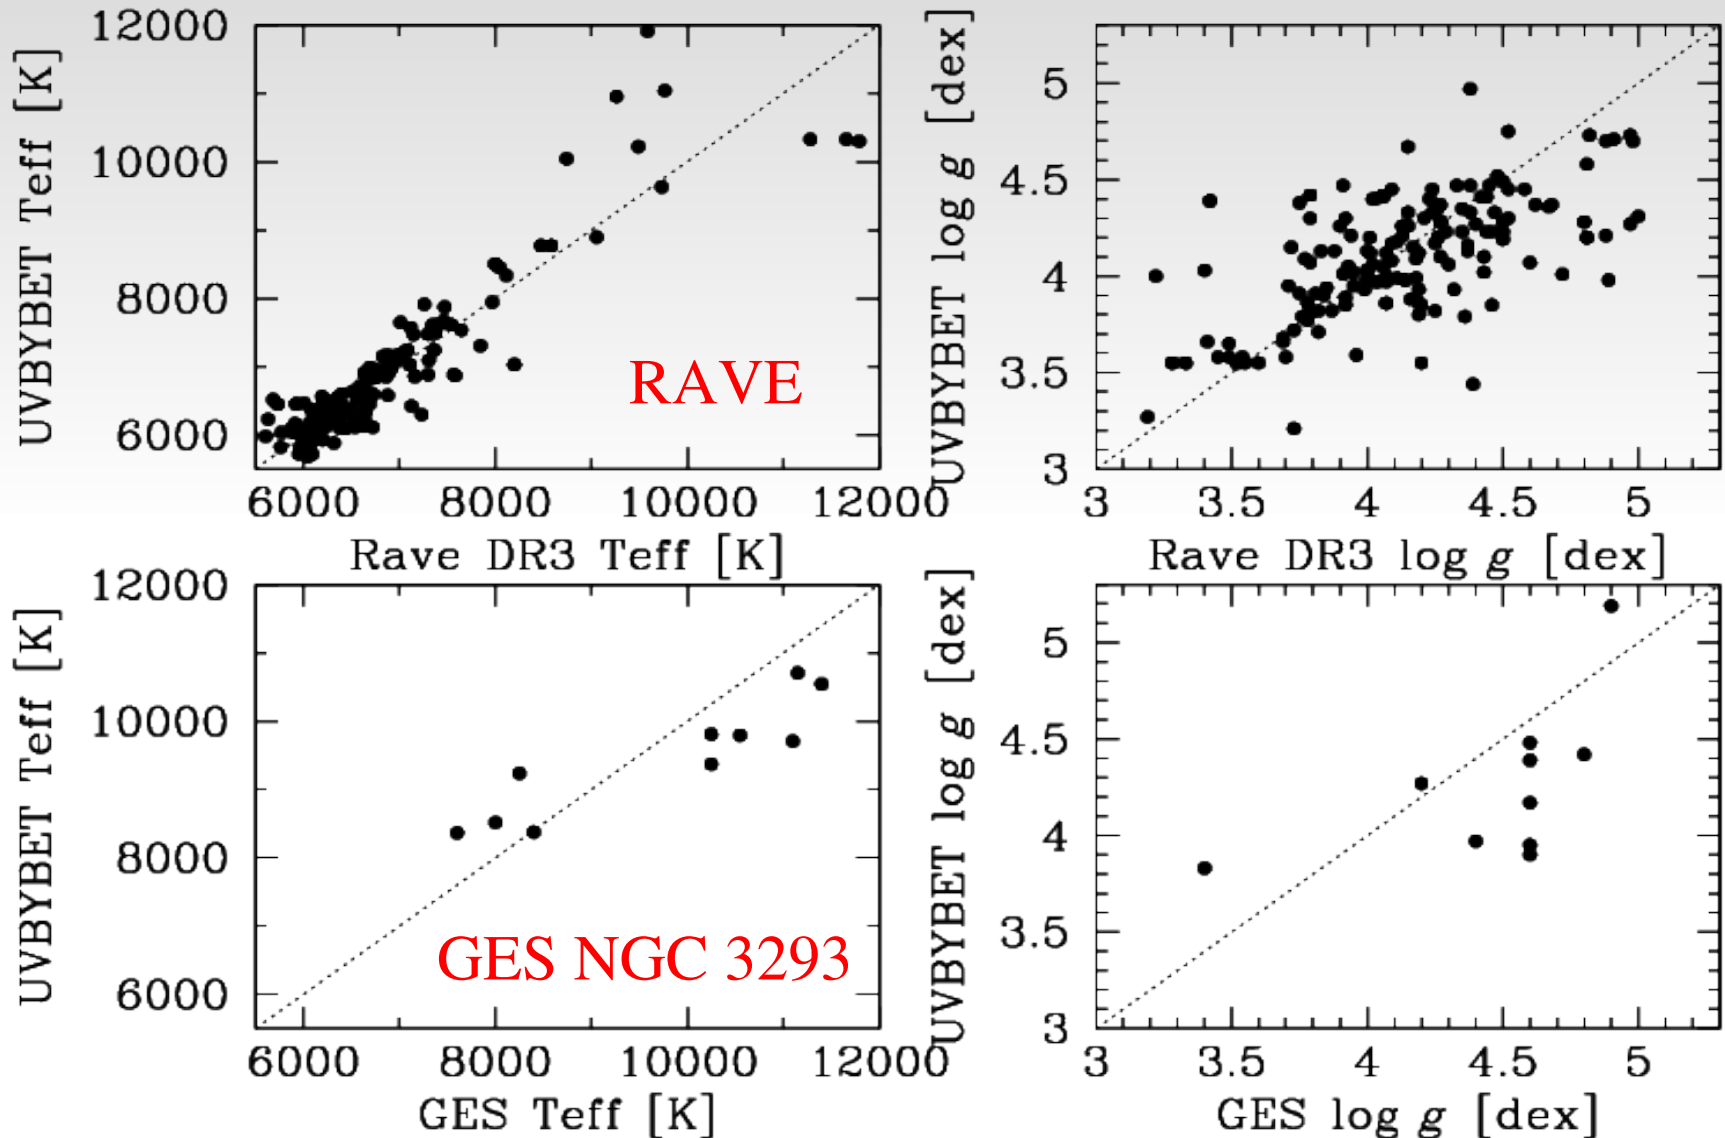 UVBYBET Teff [K]
12000
10000
8000
6000
6000 8000 10000 12000
Rave DR3 Teff [K]
RAVE
UVBYBET log g [dex]
5
4.5
4
3.5
3
3 3.5 4 4.5 5
Rave DR3 log g [dex]
UVBYBET Teff [K]
12000
10000
8000
6000
6000 8000 10000 12000
GES Teff [K]
GES NGC 3293
UVBYBET log g [dex]
5
4.5
4
3.5
3
3 3.5 4 4.5 5
GES log g [dex]